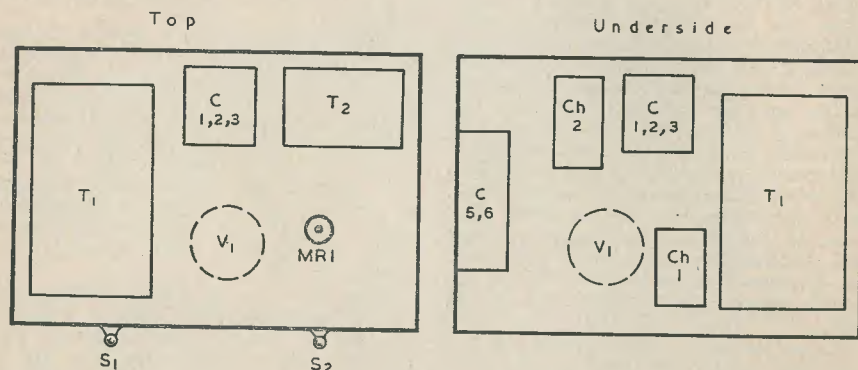 Top
T1
C
1,2,3
T2
V1
MR1
S1
S2
Underside
Ch
2
C
1,2,3
C
5,6
V1
Ch
1
T1